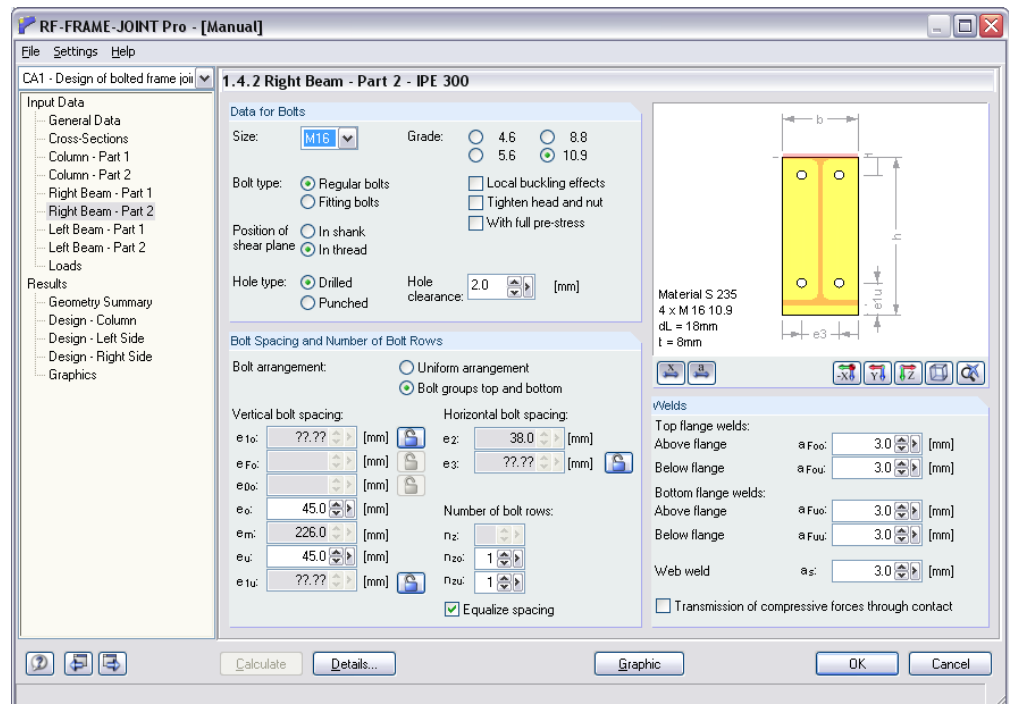 RF-FRAME-JOINT Pro - [Manual]
File Settings Help
CA1 - Design of bolted frame joi
Input Data
General Data
Cross-Sections
Column - Part 1
Column - Part 2
Right Beam - Part 1
Right Beam - Part 2
Left Beam - Part 1
Left Beam - Part 2
Loads
Results
Geometry Summary
Design - Column
Design - Left Side
Design - Right Side
Graphics
1.4.2 Right Beam - Part 2 - IPE 300
Data for Bolts
Size: M16 Grade: 4.6 8.8
5.6 10.9
Bolt type: Regular bolts Local buckling effects
Fitting bolts Tighten head and nut
With full pre-stress
Position of In shank
shear plane In thread
Hole type: Drilled Hole clearance: 2.0 [mm]
Punched
Bolt Spacing and Number of Bolt Rows
Bolt arrangement: Uniform arrangement
Bolt groups top and bottom
Vertical bolt spacing: Horizontal bolt spacing:
e1o: ??.?? [mm] e2: 38.0 [mm]
eFo: [mm] e3: ??.?? [mm]
eDo: [mm]
eo: 45.0 [mm] Number of bolt rows:
em: 226.0 [mm] nz:
eu: 45.0 [mm] nzo: 1
e1u: ??.?? [mm] nzu: 1
Equalize spacing
b
h
e1u
e3
Material S 235
4 x M 16 10.9
dL = 18mm
t = 8mm
x a -X Y Z
Welds
Top flange welds:
Above flange aFoo: 3.0 [mm]
Below flange aFou: 3.0 [mm]
Bottom flange welds:
Above flange aFuo: 3.0 [mm]
Below flange aFuu: 3.0 [mm]
Web weld as: 3.0 [mm]
Transmission of compressive forces through contact
Calculate Details... Graphic OK Cancel